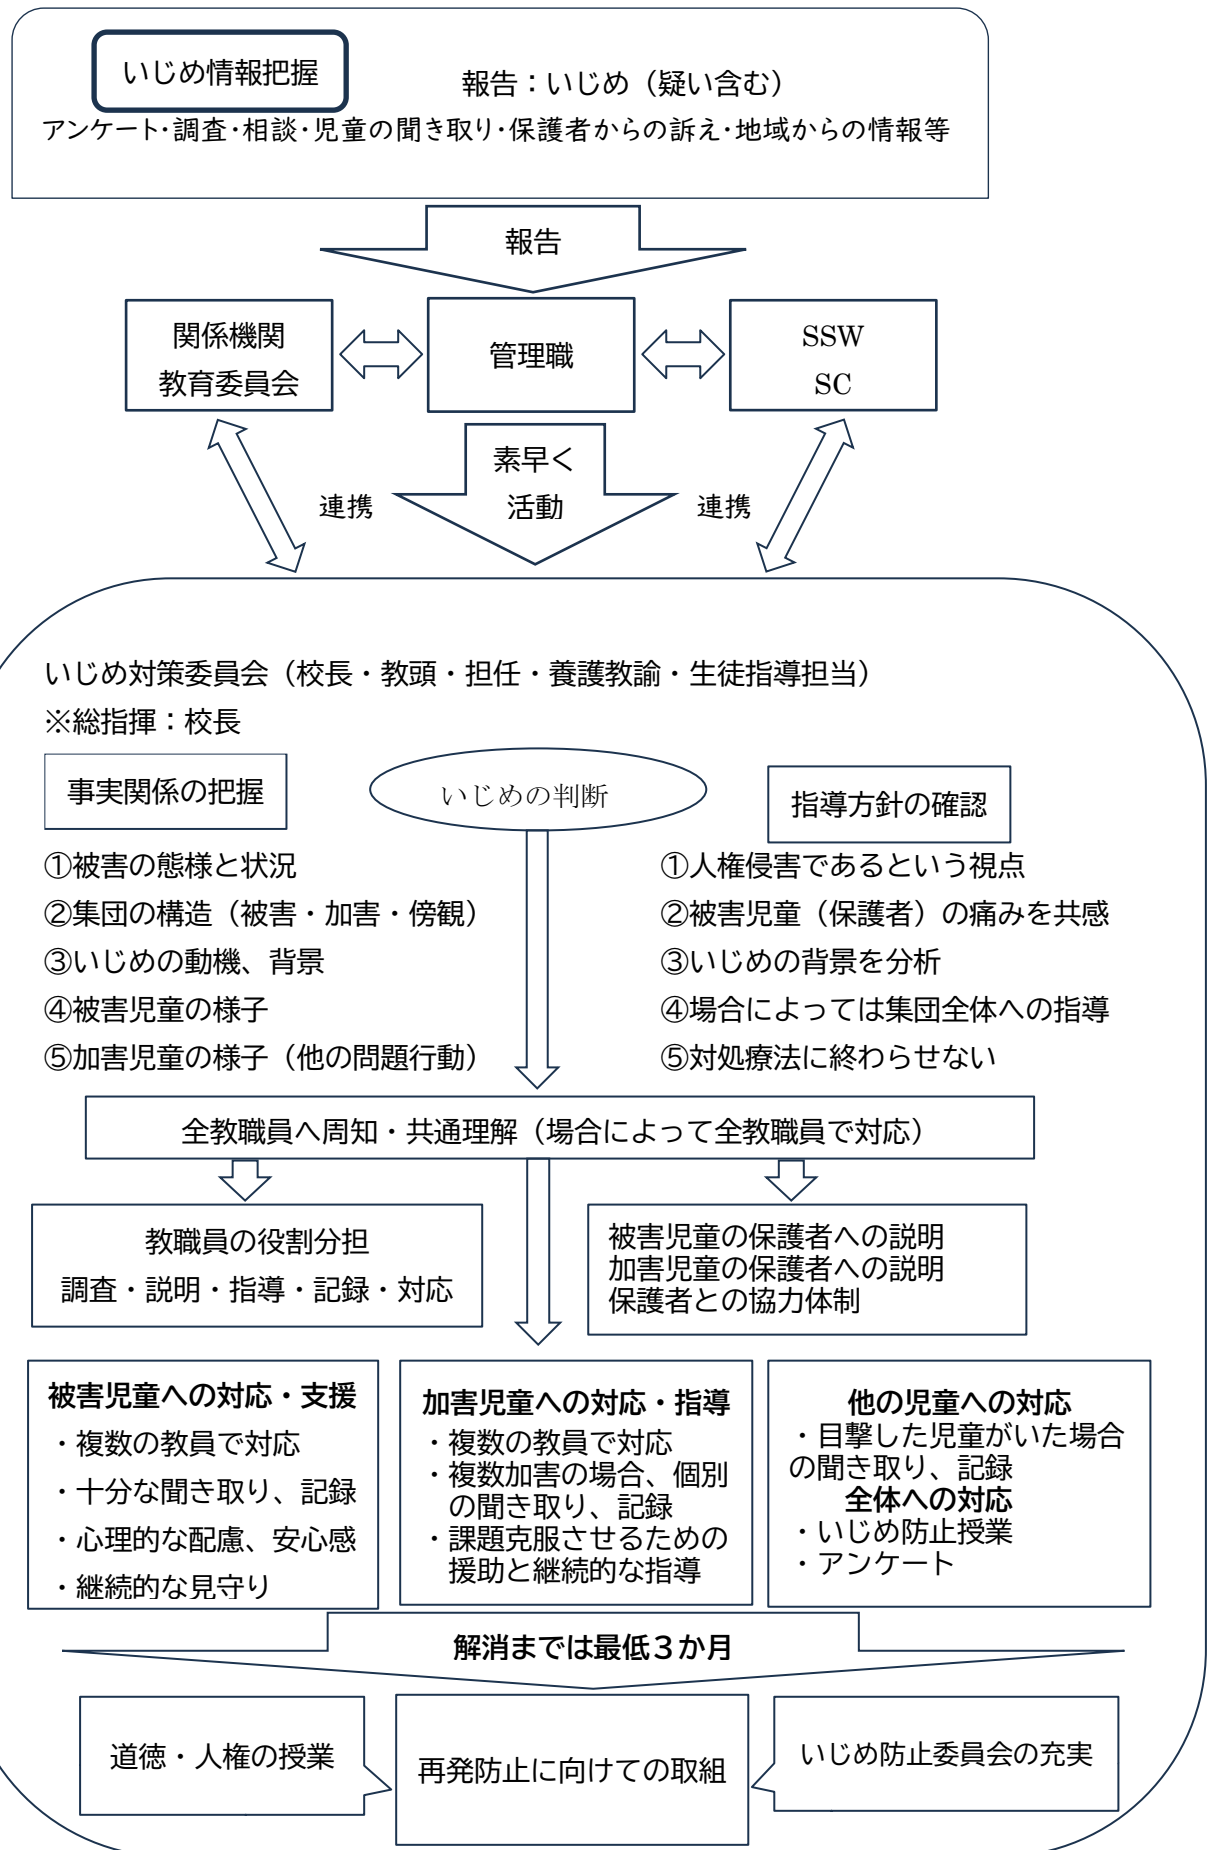 いじめ情報把握
報告：いじめ（疑い含む）
アンケート・調査・相談・児童の聞き取り・保護者からの訴え・地域からの情報等
報告
関係機関
教育委員会
管理職
SSW
SC
素早く
活動
連携
連携
いじめ対策委員会（校長・教頭・担任・養護教諭・生徒指導担当）
※総指揮：校長
事実関係の把握
いじめの判断
指導方針の確認
①被害の態様と状況
②集団の構造（被害・加害・傍観）
③いじめの動機、背景
④被害児童の様子
⑤加害児童の様子（他の問題行動）
①人権侵害であるという視点
②被害児童（保護者）の痛みを共感
③いじめの背景を分析
④場合によっては集団全体への指導
⑤対処療法に終わらせない
全教職員へ周知・共通理解（場合によって全教職員で対応）
教職員の役割分担
調査・説明・指導・記録・対応
被害児童の保護者への説明
加害児童の保護者への説明
保護者との協力体制
被害児童への対応・支援
・複数の教員で対応
・十分な聞き取り、記録
・心理的な配慮、安心感
・継続的な見守り
加害児童への対応・指導
・複数の教員で対応
・複数加害の場合、個別
の聞き取り、記録
・課題克服させるための
援助と継続的な指導
他の児童への対応
・目撃した児童がいた場合
の聞き取り、記録
全体への対応
・いじめ防止授業
・アンケート
解消までは最低３か月
道徳・人権の授業
再発防止に向けての取組
いじめ防止委員会の充実